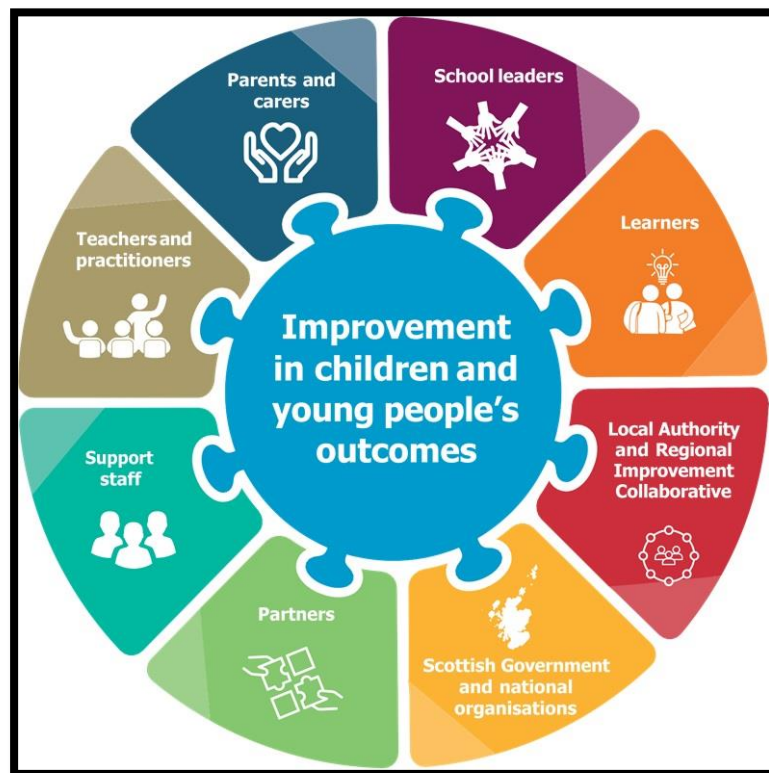 Parents and
carers
School leaders
Learners
Local Authority
and Regional
Improvement
Collaborative
Scottish Government
and national
organisations
Partners
Support
staff
Teachers and
practitioners
Improvement
in children and
young people's
outcomes